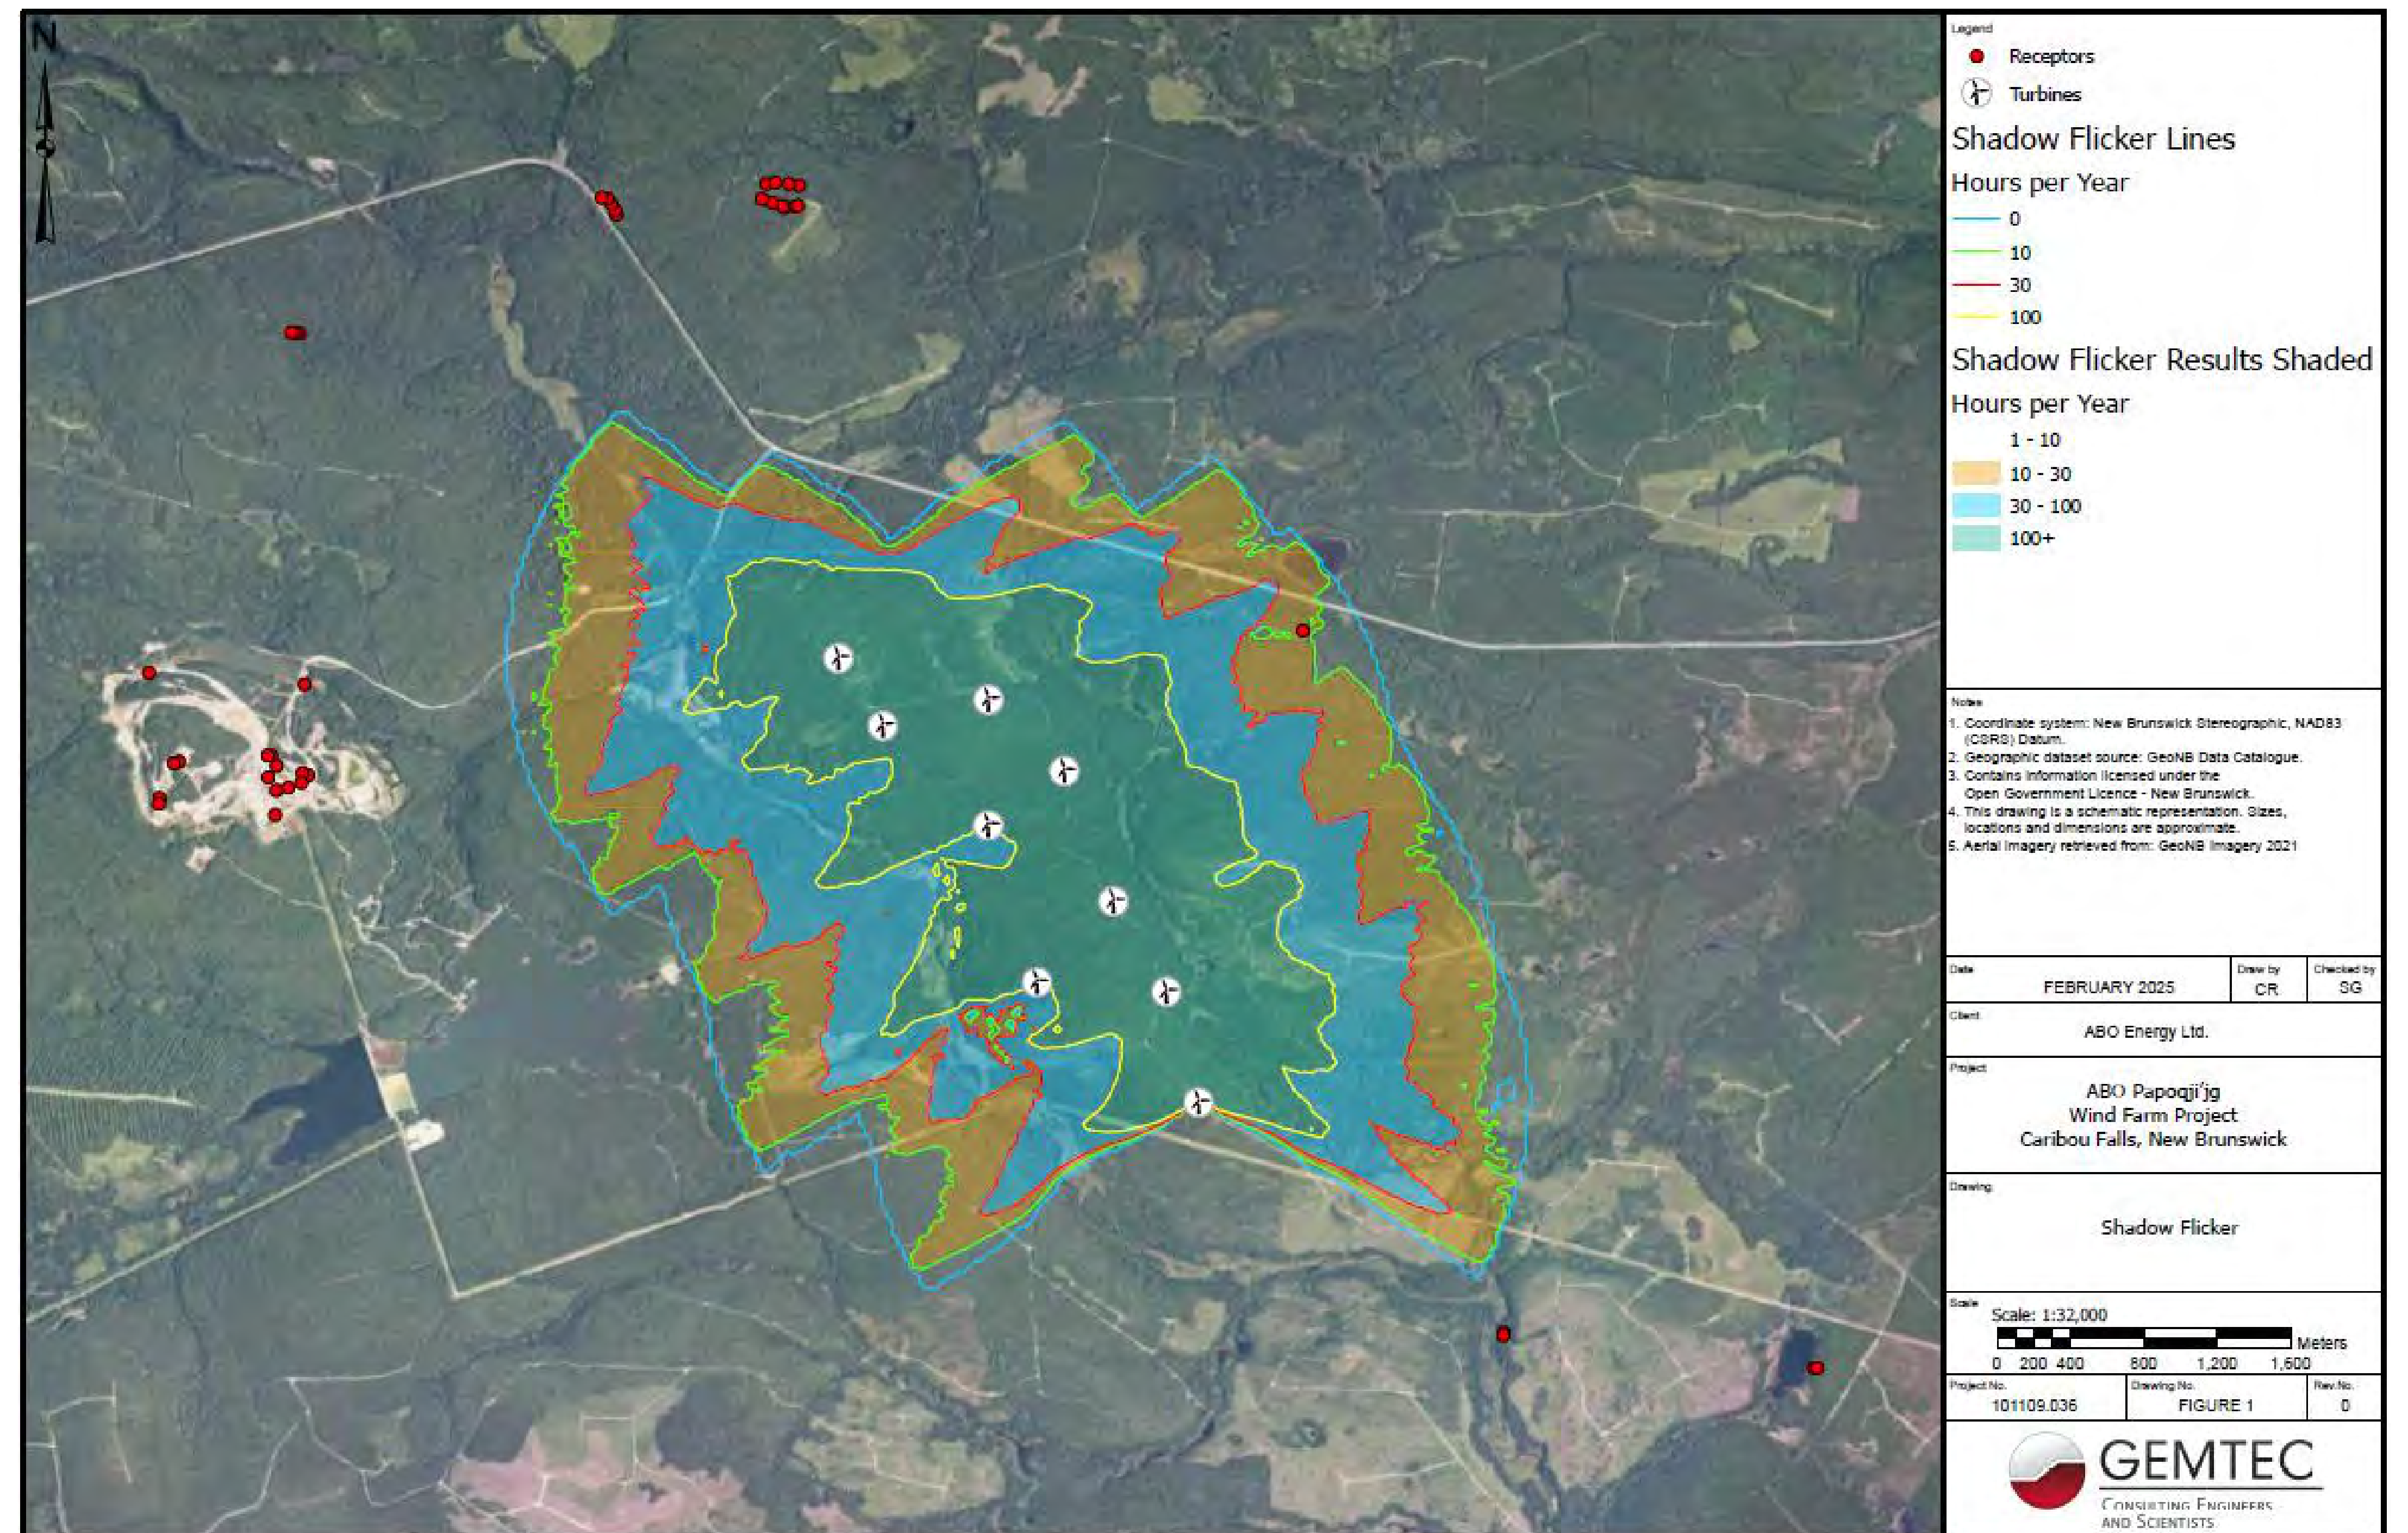 N
Legend
Receptors
Turbines
Shadow Flicker Lines
Hours per Year
0
10
30
100
Shadow Flicker Results Shaded
Hours per Year
1 - 10
10 - 30
30 - 100
100+
Notes
1. Coordinate system: New Brunswick Stereographic, NAD83
(CSRS) Datum.
2. Geographic dataset source: GeoNB Data Catalogue.
3. Contains information licensed under the
Open Government Licence - New Brunswick.
4. This drawing is a schematic representation. Sizes,
locations and dimensions are approximate.
5. Aerial imagery retrieved from: GeoNB Imagery 2021
Date
FEBRUARY 2025
Draw by
CR
Checked by
SG
Client
ABO Energy Ltd.
Project
ABO Papoqji'jg
Wind Farm Project
Caribou Falls, New Brunswick
Drawing
Shadow Flicker
Scale
Scale: 1:32,000
Meters
0 200 400 800 1,200 1,600
Project No.
101109.036
Drawing No.
FIGURE 1
Rev.No.
0
GEMTEC
CONSULTING ENGINEERS
AND SCIENTISTS